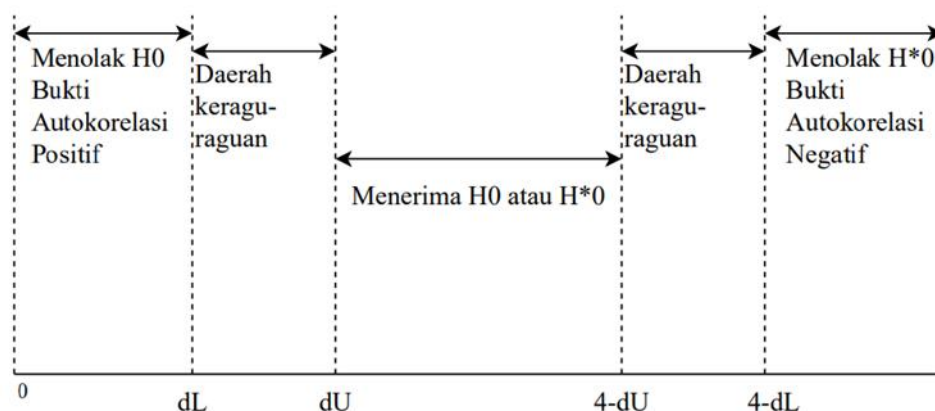 Menolak H0
Bukti
Autokorelasi
Positif
Daerah
keragu-
raguan
Menerima H0 atau H*0
Daerah
keragu-
raguan
Menolak H*0
Bukti
Autokorelasi
Negatif
0
dL
dU
4-dU
4-dL